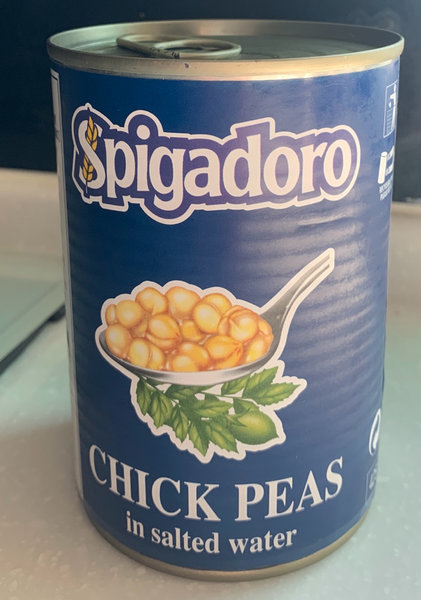 Spigadoro
CHICK PEAS
in salted water